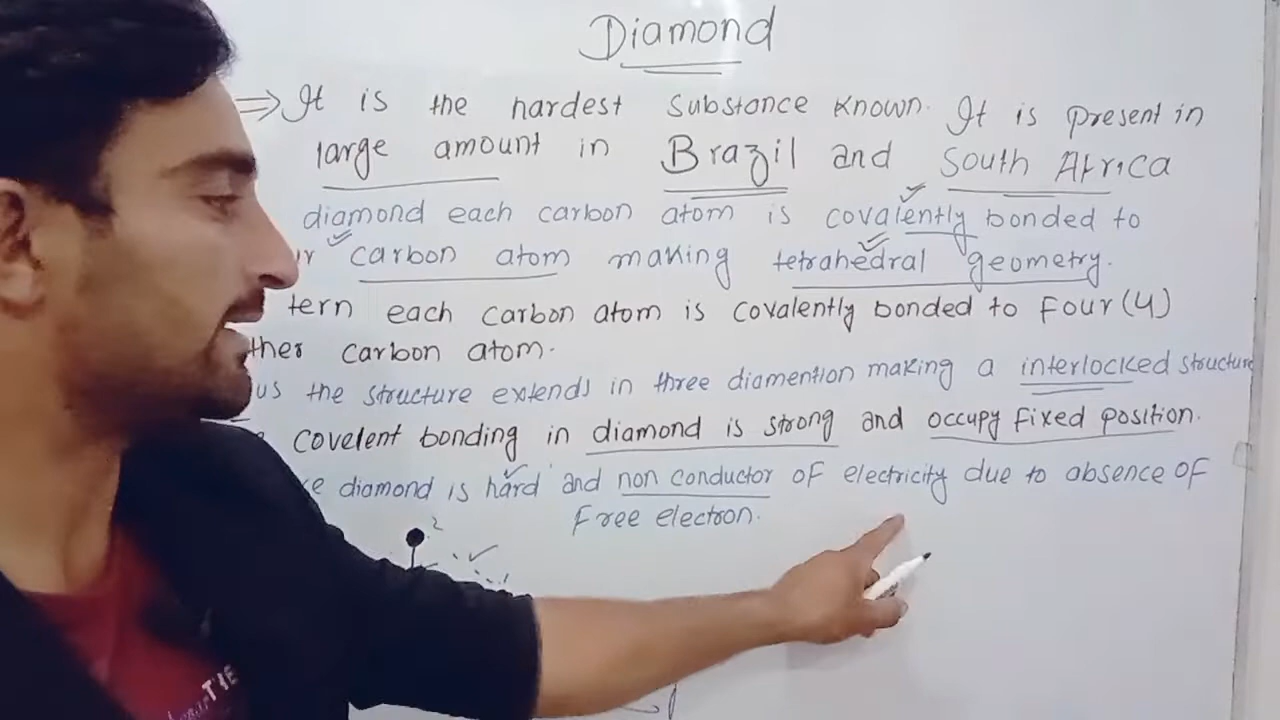 Diamond
⇒ It is the hardest substance known. It is present in
large amount in Brazil and South Africa
diamond each carbon atom is covalently bonded to
carbon atom making tetrahedral geometry.
tern each carbon atom is covalently bonded to four (4)
ther carbon atom.
us the structure extends in three diamention making a interlocked structure
covelent bonding in diamond is strong and occupy fixed position.
diamond is hard and non conductor of electricity due to absence of
free electron.
2
THE